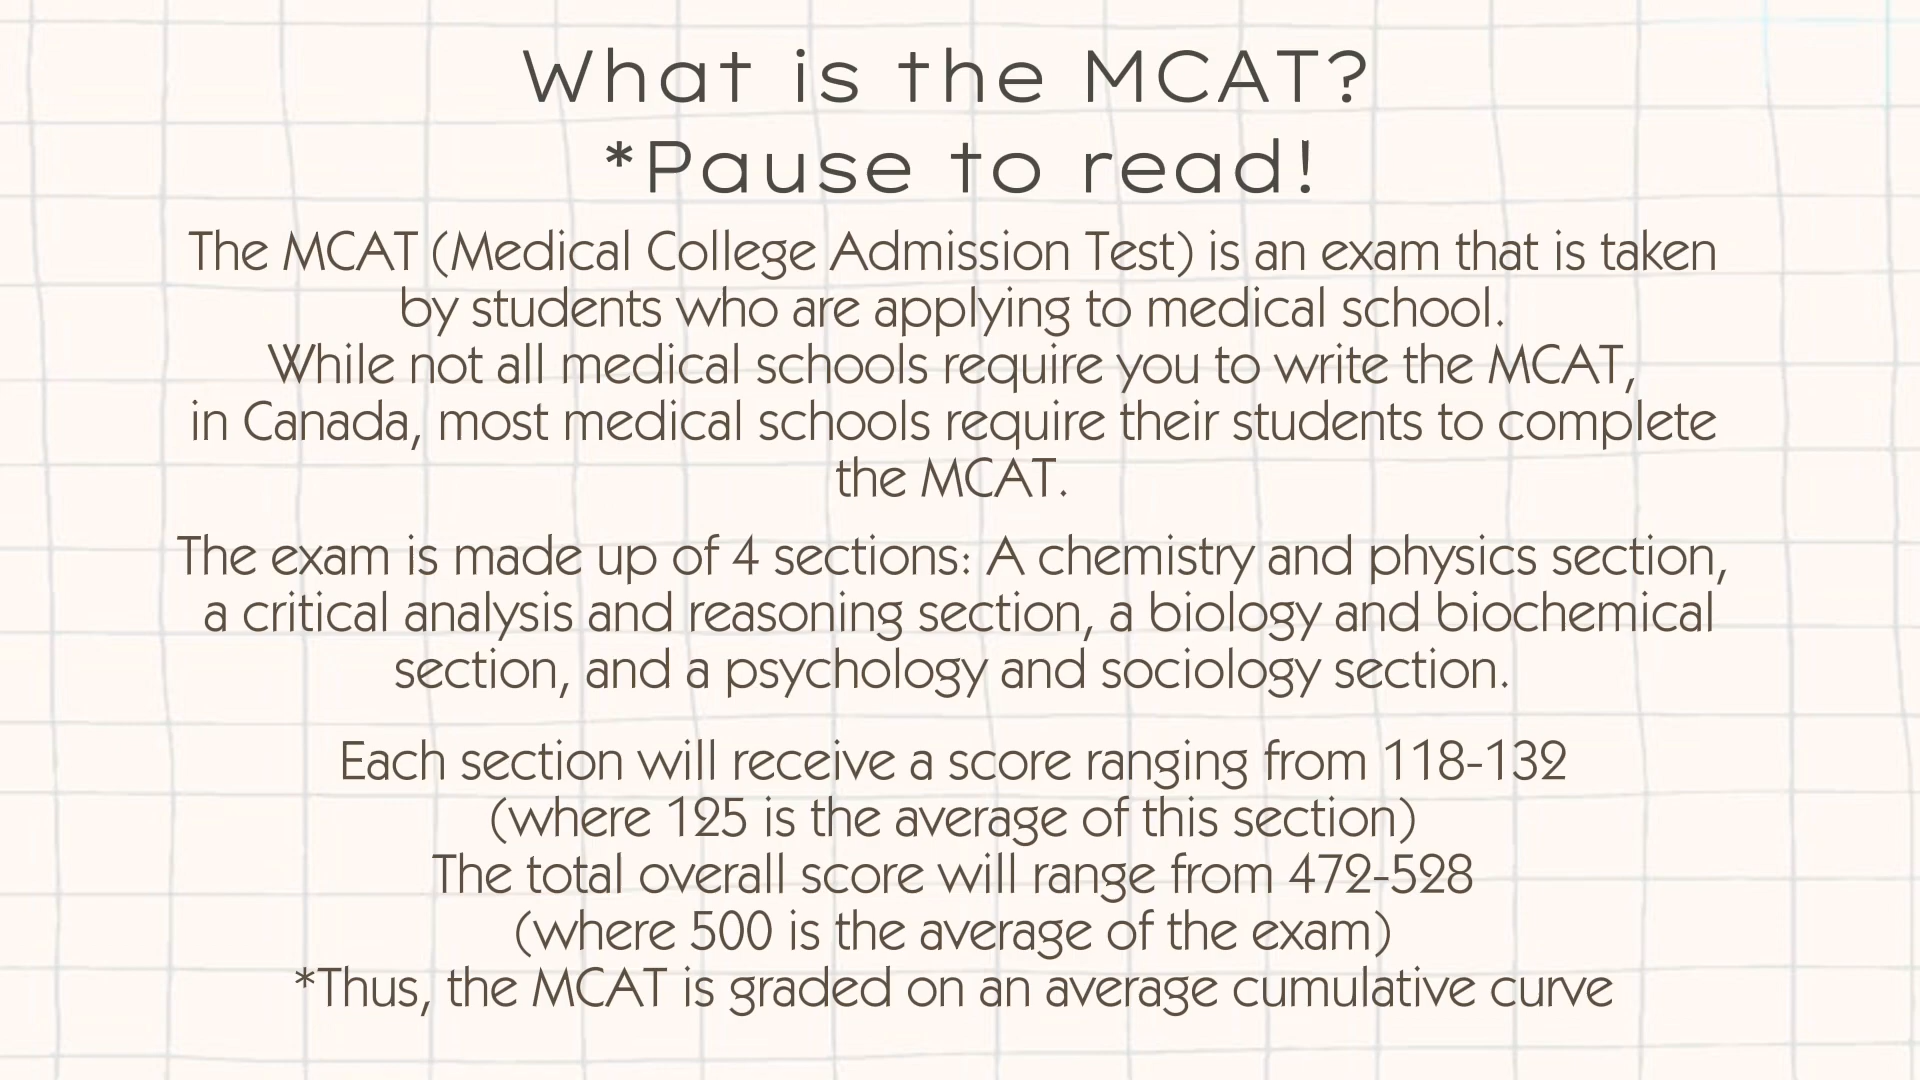 What is the MCAT?
*Pause to read!
The MCAT (Medical College Admission Test) is an exam that is taken
by students who are applying to medical school.
While not all medical schools require you to write the MCAT,
in Canada, most medical schools require their students to complete
the MCAT.
The exam is made up of 4 sections: A chemistry and physics section,
a critical analysis and reasoning section, a biology and biochemical
section, and a psychology and sociology section.
Each section will receive a score ranging from 118-132
(where 125 is the average of this section)
The total overall score will range from 472-528
(where 500 is the average of the exam)
*Thus, the MCAT is graded on an average cumulative curve